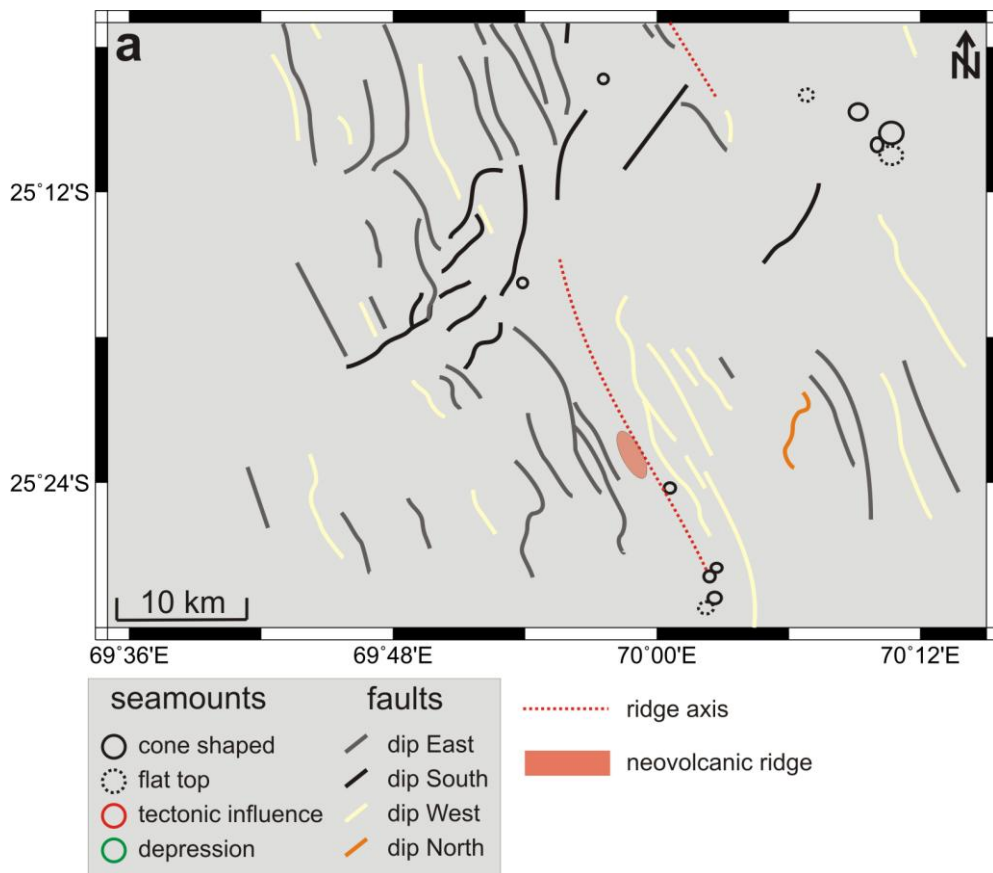 a
N
25°12'S
25°24'S
10 km
69°36'E
69°48'E
70°00'E
70°12'E
seamounts
cone shaped
flat top
tectonic influence
depression
faults
dip East
dip South
dip West
dip North
ridge axis
neovolcanic ridge